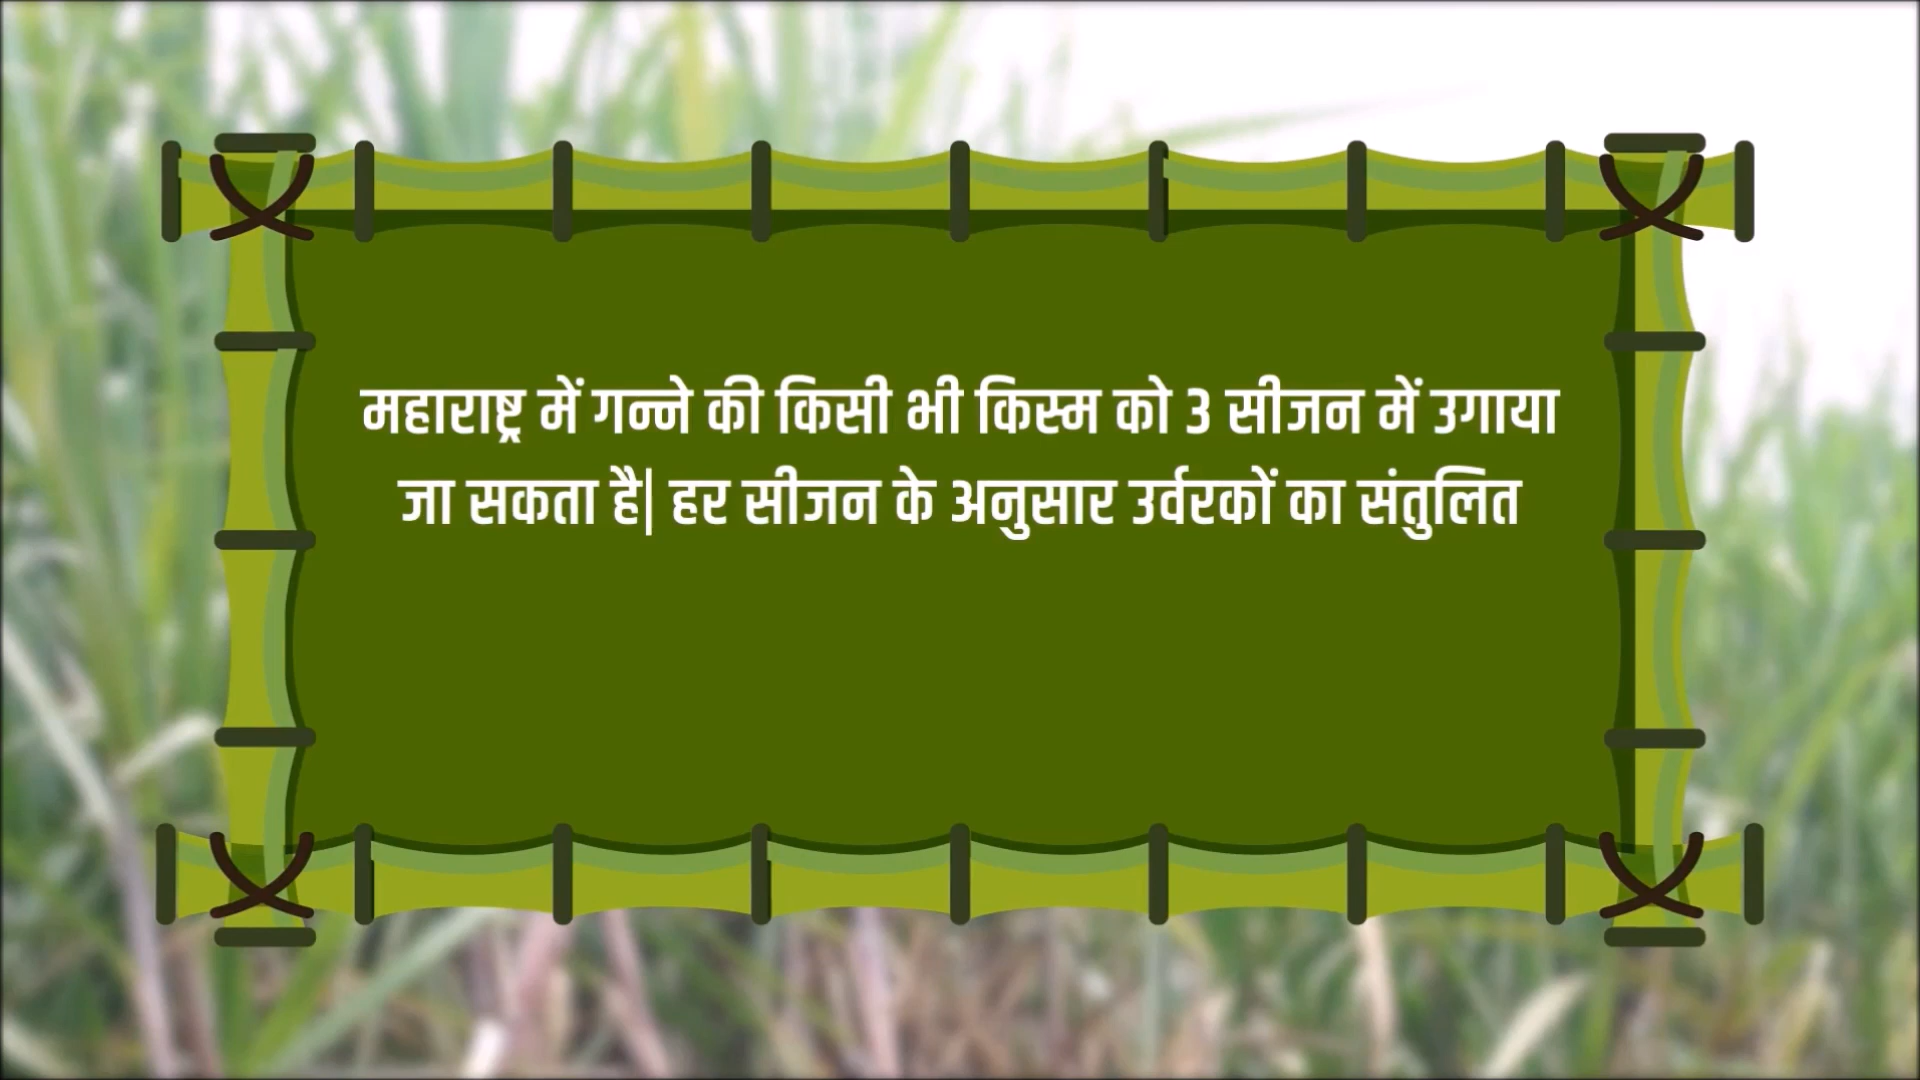 महाराष्ट्र में गन्ने की किसी भी किस्म को 3 सीजन में उगाया
जा सकता है| हर सीजन के अनुसार उर्वरकों का संतुलित